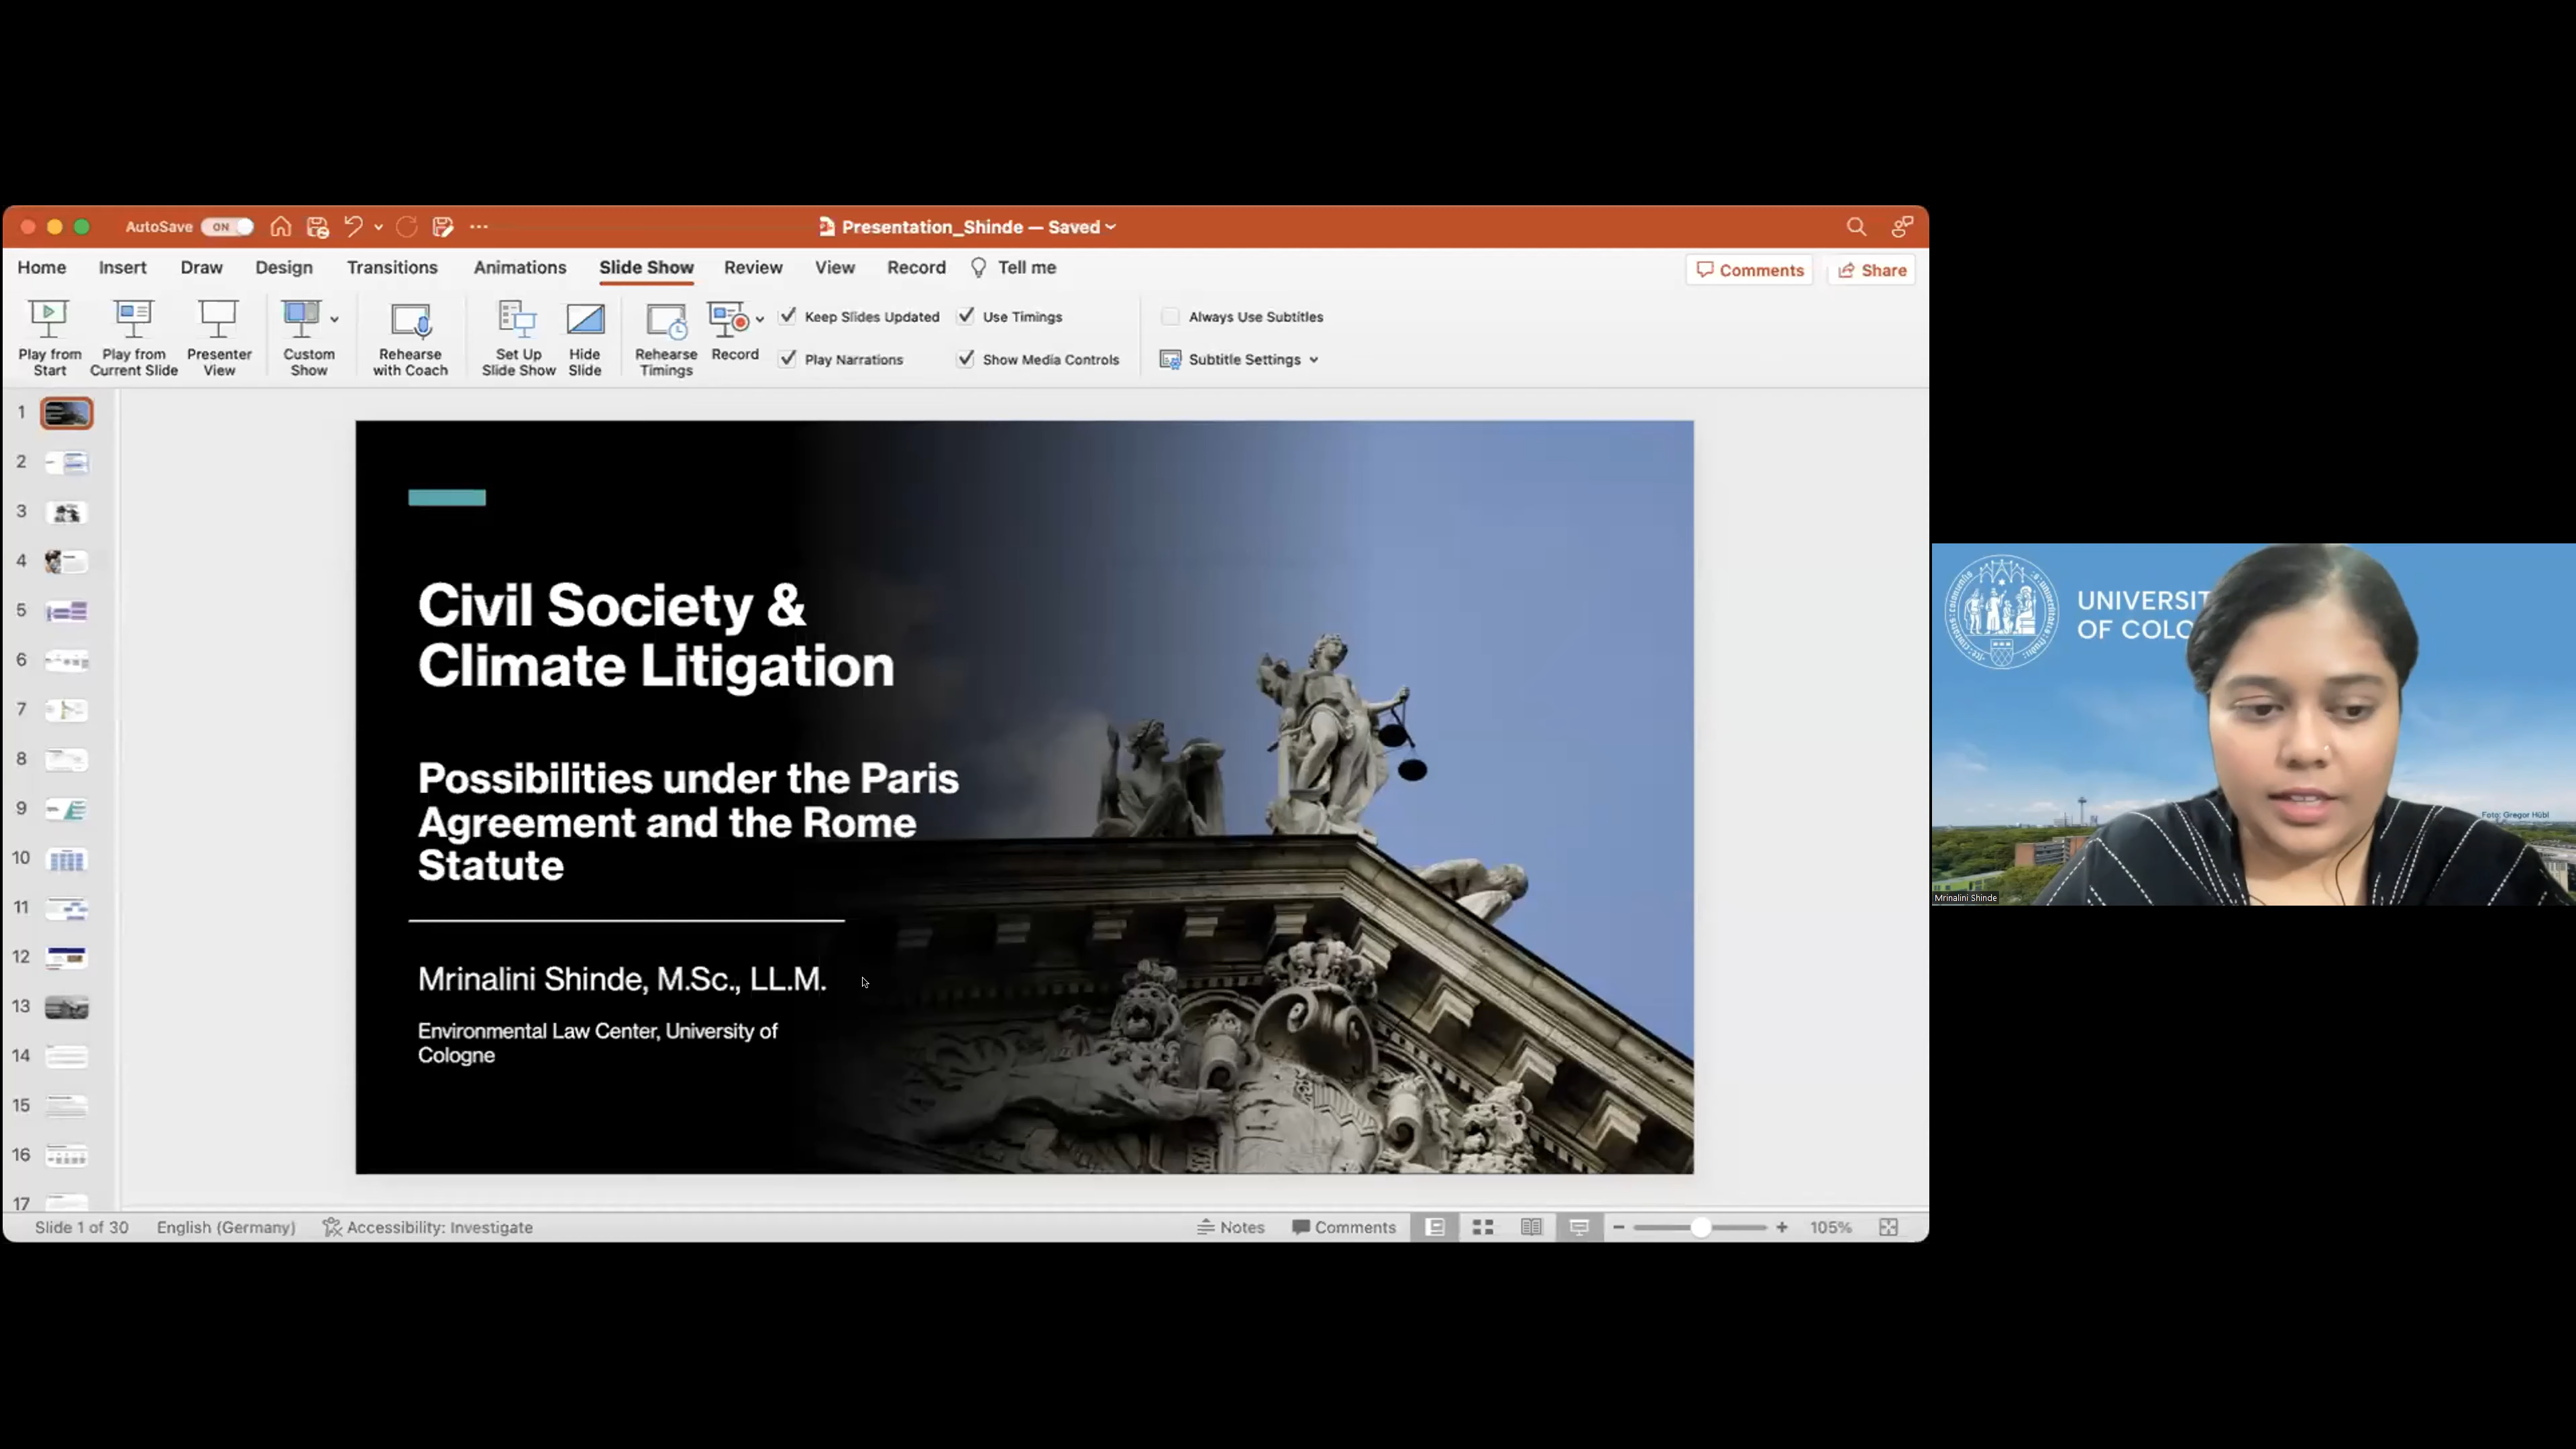 AutoSave ON
Presentation_Shinde — Saved
Home Insert Draw Design Transitions Animations Slide Show Review View Record Tell me
Comments Share
Play from Start
Play from Current Slide
Presenter View
Custom Show
Rehearse with Coach
Set Up Slide Show
Hide Slide
Rehearse Timings
Record
Keep Slides Updated
Play Narrations
Use Timings
Show Media Controls
Always Use Subtitles
Subtitle Settings
1
2
3
4
5
6
7
8
9
10
11
12
13
14
15
16
17
Civil Society &
Climate Litigation
Possibilities under the Paris
Agreement and the Rome
Statute
Mrinalini Shinde, M.Sc., LL.M.
Environmental Law Center, University of
Cologne
Slide 1 of 30 English (Germany) Accessibility: Investigate Notes Comments 105%
UNIVERSIT
OF COLO
Foto: Gregor Hübl
Mrinalini Shinde